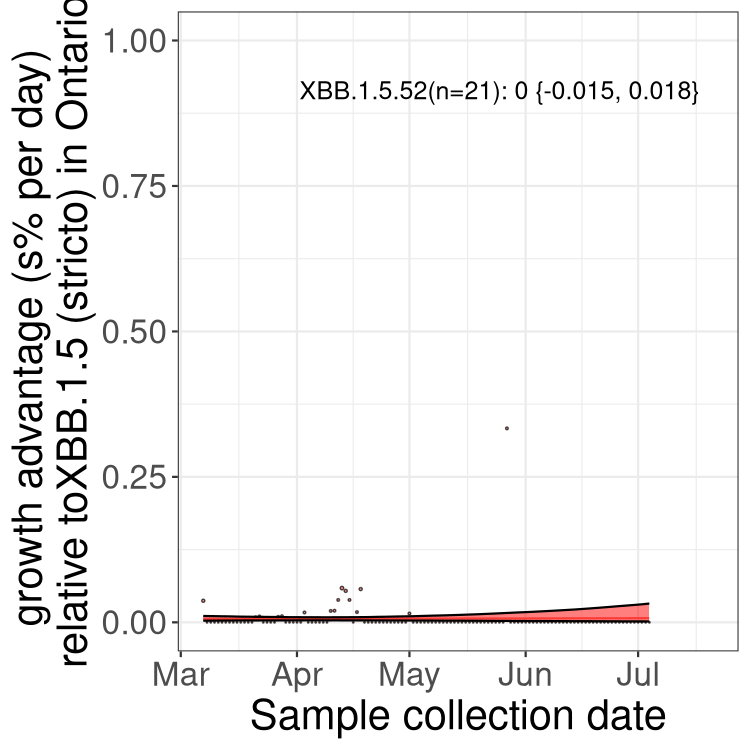 growth advantage (s% per day)
relative toXBB.1.5 (stricto) in Ontario
1.00
0.75
0.50
0.25
0.00
XBB.1.5.52(n=21): 0 {-0.015, 0.018}
Mar Apr May Jun Jul
Sample collection date